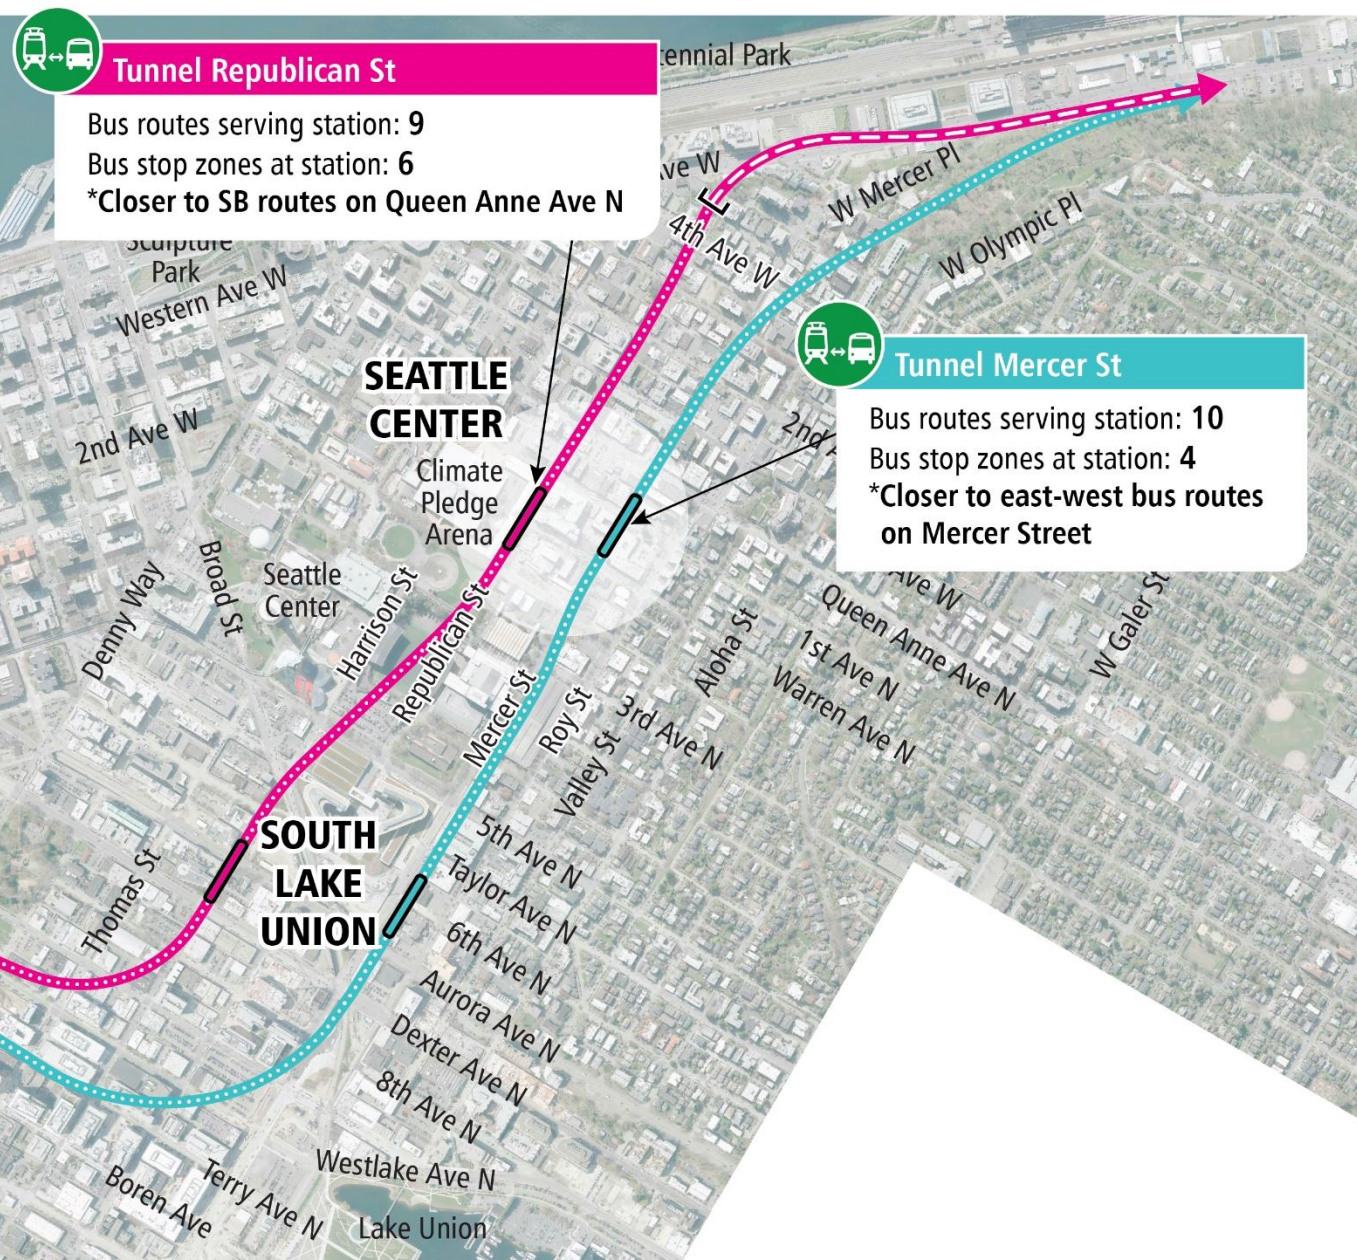 Tunnel Republican St
Bus routes serving station: 9
Bus stop zones at station: 6
*Closer to SB routes on Queen Anne Ave N
tennial Park
Ave W
W Mercer Pl
4th Ave W
W Olympic Pl
Sculpture
Park
Western Ave W
Tunnel Mercer St
Bus routes serving station: 10
Bus stop zones at station: 4
*Closer to east-west bus routes
on Mercer Street
SEATTLE
CENTER
2nd Ave W
2nd
Climate
Pledge
Arena
Denny Way
Broad St
Seattle
Center
Harrison St
Republican St
Mercer St
Roy St
Valley St
Aloha St
Ave W
Queen Anne Ave N
1st Ave N
Warren Ave N
3rd Ave N
W Galer St
SOUTH
LAKE
UNION
Thomas St
5th Ave N
Taylor Ave N
6th Ave N
Aurora Ave N
Dexter Ave N
8th Ave N
Westlake Ave N
Terry Ave N
Boren Ave
Lake Union